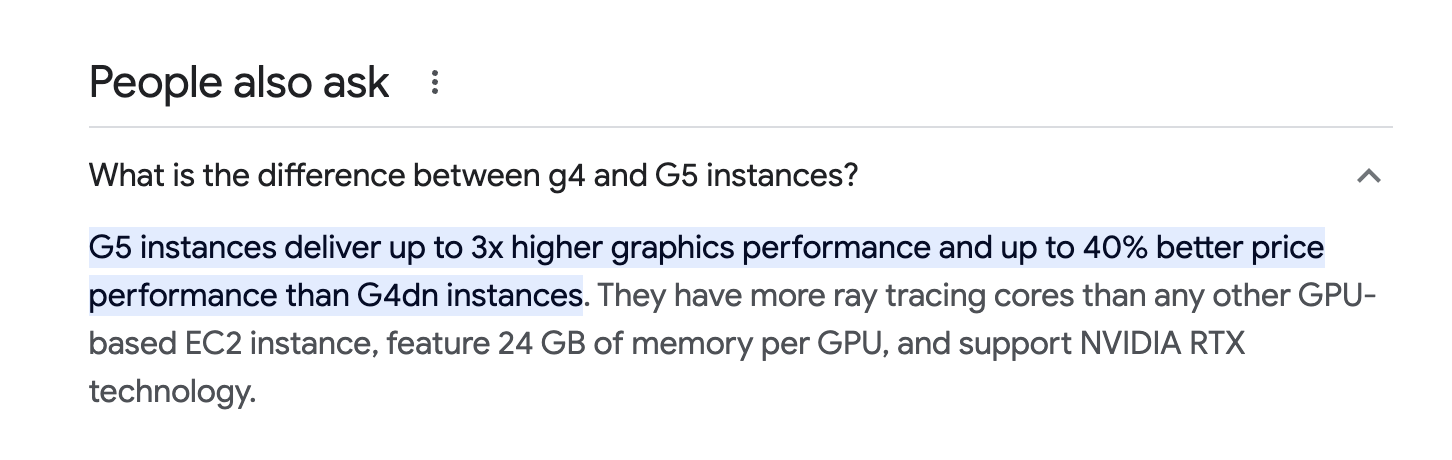 People also ask
What is the difference between g4 and G5 instances?
G5 instances deliver up to 3x higher graphics performance and up to 40% better price
performance than G4dn instances. They have more ray tracing cores than any other GPU-
based EC2 instance, feature 24 GB of memory per GPU, and support NVIDIA RTX
technology.